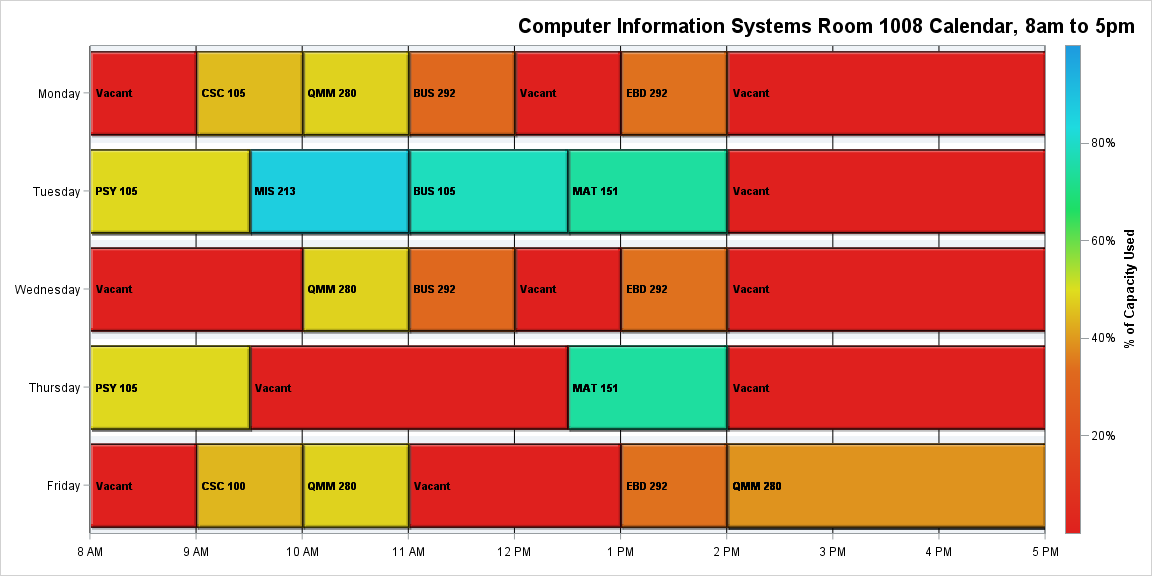 Computer Information Systems Room 1008 Calendar, 8am to 5pm
Monday
Vacant
CSC 105
QMM 280
BUS 292
Vacant
EBD 292
Vacant
Tuesday
PSY 105
MIS 213
BUS 105
MAT 151
Vacant
Wednesday
Vacant
QMM 280
BUS 292
Vacant
EBD 292
Vacant
Thursday
PSY 105
Vacant
MAT 151
Vacant
Friday
Vacant
CSC 100
QMM 280
Vacant
EBD 292
QMM 280
8 AM
9 AM
10 AM
11 AM
12 PM
1 PM
2 PM
3 PM
4 PM
5 PM
80%
60%
40%
20%
% of Capacity Used